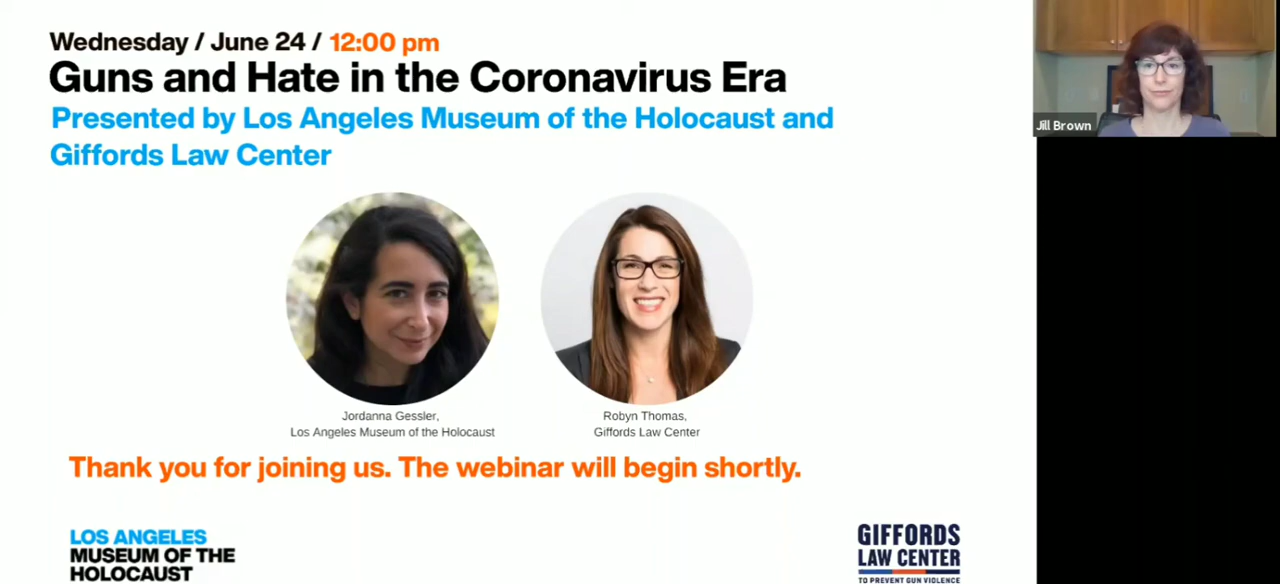 Wednesday / June 24 / 12:00 pm
Guns and Hate in the Coronavirus Era
Presented by Los Angeles Museum of the Holocaust and
Giffords Law Center
Jill Brown
Jordanna Gessler,
Los Angeles Museum of the Holocaust
Robyn Thomas,
Giffords Law Center
Thank you for joining us. The webinar will begin shortly.
LOS ANGELES
MUSEUM OF THE
HOLOCAUST
GIFFORDS
LAW CENTER
TO PREVENT GUN VIOLENCE